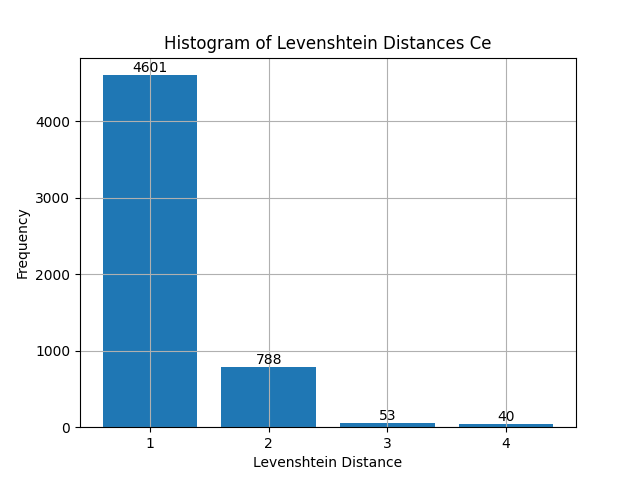 Histogram of Levenshtein Distances Ce
4601
4000
3000
2000
1000
0
788
53
40
1 2 3 4
Frequency
Levenshtein Distance